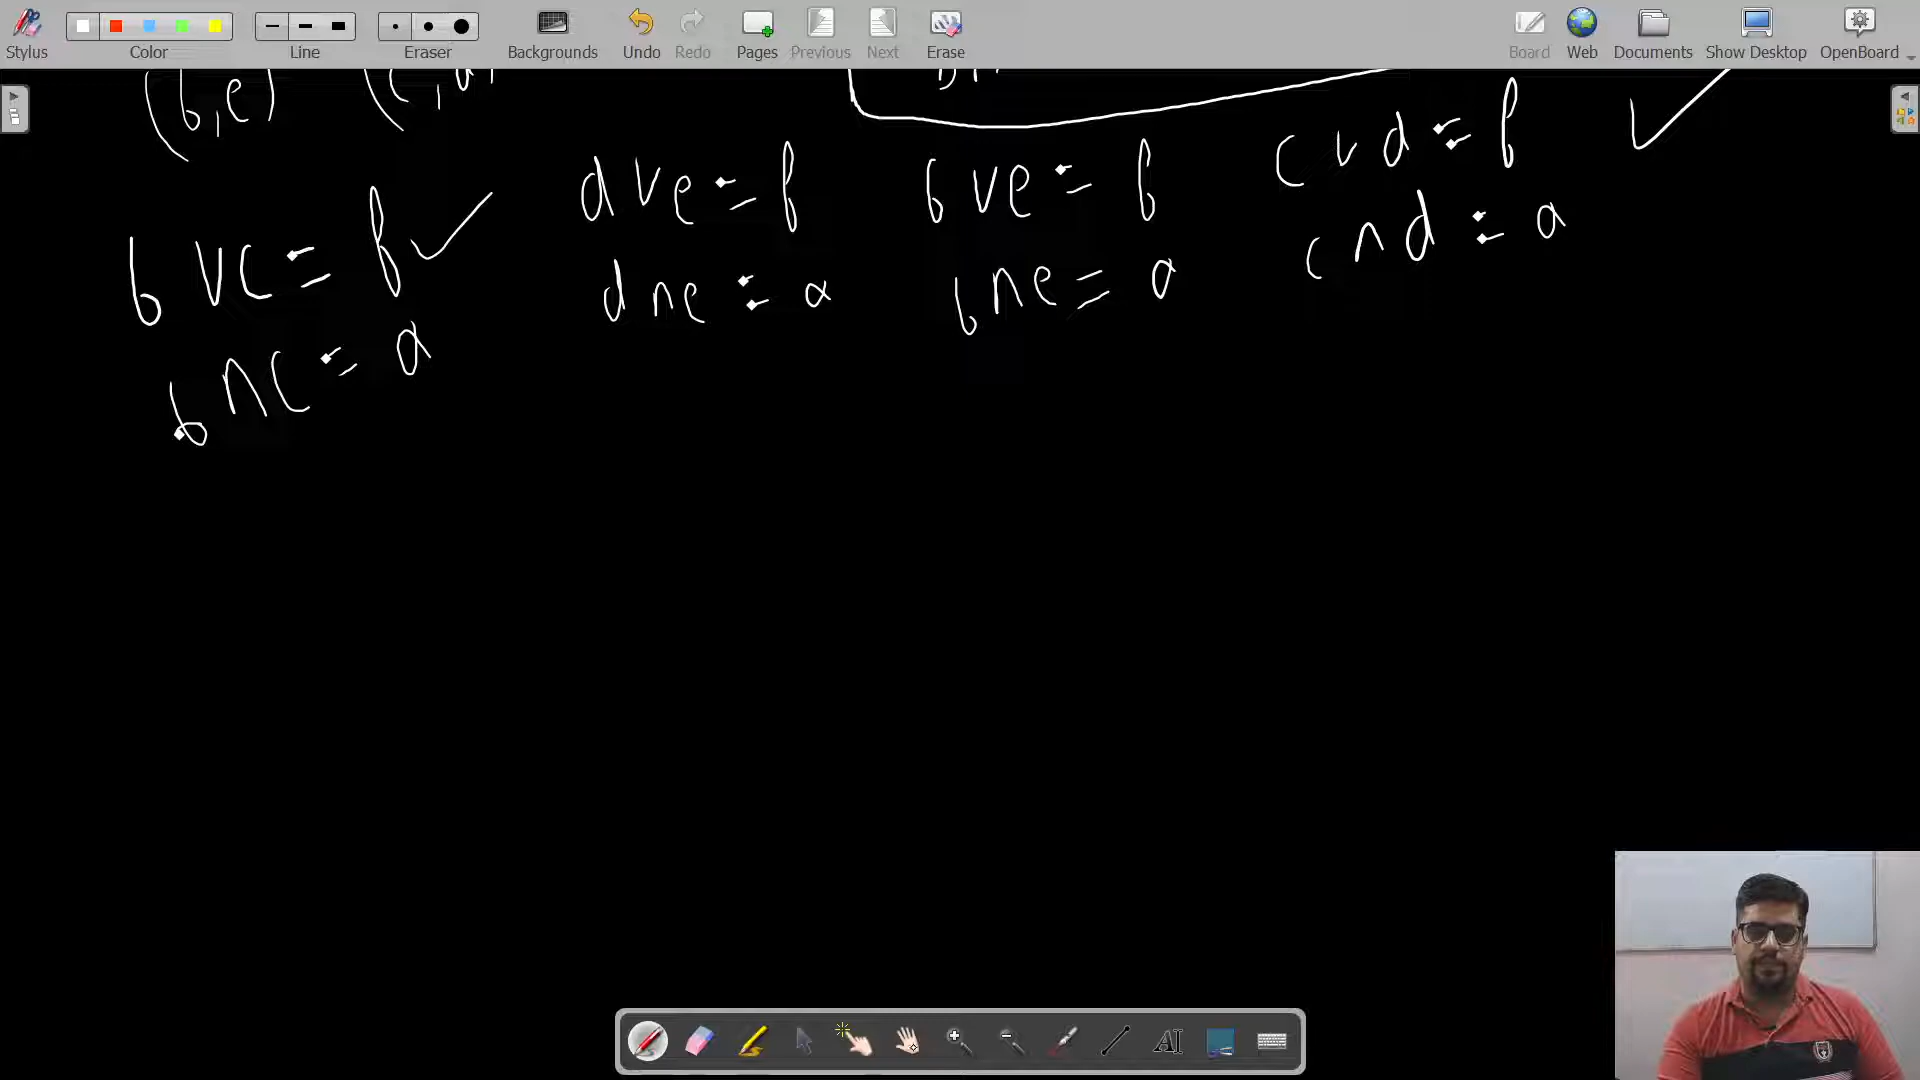 Stylus Color Line Eraser Backgrounds Undo Redo Pages Previous Next Erase Board Web Documents Show Desktop OpenBoard
(b,e)
b ∨ c = f ✓
b ∧ c = a
d ∨ e = f
d ∧ e = a
b ∨ e = f
b ∧ e = a
c ∨ d = f
c ∧ d = a